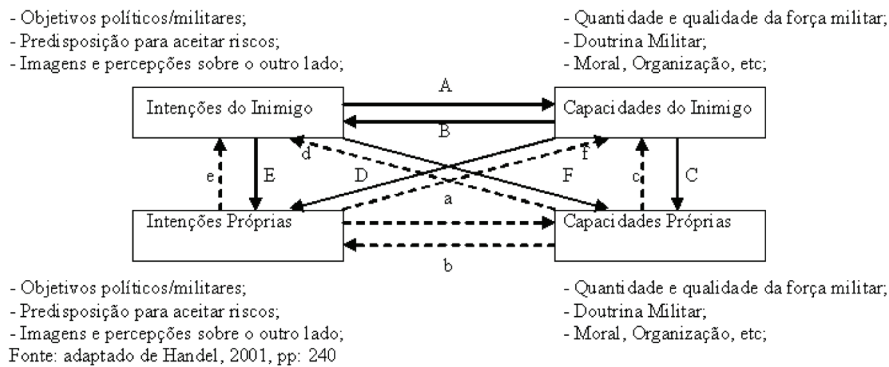 - Objetivos políticos/militares;
- Predisposição para aceitar riscos;
- Imagens e percepções sobre o outro lado;
- Quantidade e qualidade da força militar;
- Doutrina Militar;
- Moral, Organização, etc;
A
Intenções do Inimigo
Capacidades do Inimigo
B
d
f
e
E
D
F
c
C
a
Intenções Próprias
Capacidades Próprias
b
- Objetivos políticos/militares;
- Predisposição para aceitar riscos;
- Imagens e percepções sobre o outro lado;
Fonte: adaptado de Handel, 2001, pp: 240
- Quantidade e qualidade da força militar;
- Doutrina Militar;
- Moral, Organização, etc;